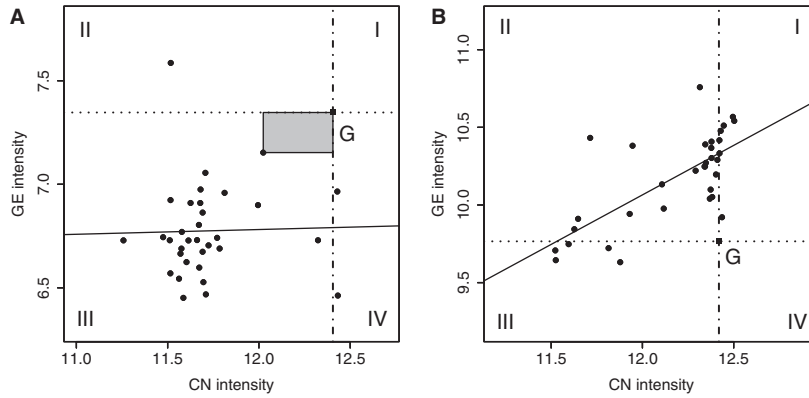 A
II
I
G
III
IV
GE intensity
7.5
7.0
6.5
11.0 11.5 12.0 12.5
CN intensity
B
II
I
G
III
IV
GE intensity
11.0
10.5
10.0
9.5
11.5 12.0 12.5
CN intensity